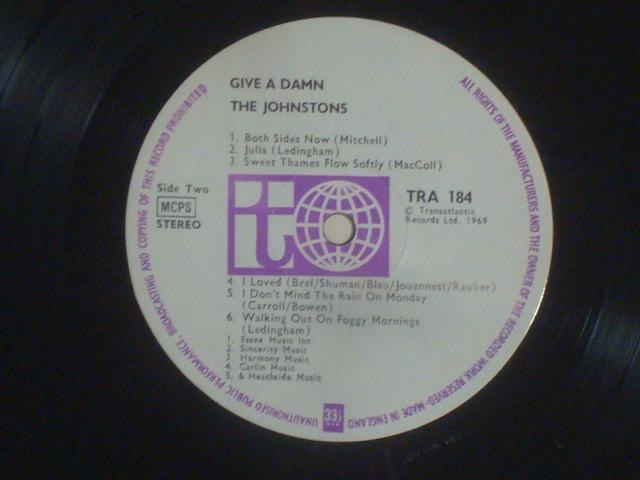 GIVE A DAMN
THE JOHNSTONS
1. Both Sides Now (Mitchell)
2. Julia (Ledingham)
3. Sweet Thames Flow Softly (MacColl)
Side Two
MCPS
STEREO
it
TRA 184
© Transatlantic
Records Ltd. 1969
4. I Loved (Brel/Shuman/Blau/Jouannest/Rauber)
5. I Don't Mind The Rain On Monday
(Carroll/Bowen)
6. Walking Out On Foggy Mornings
(Ledingham)
1. Essex Music Inc.
2. Sincerity Music
3. Harmony Music
4. Carlin Music
5. 6 Heathside Music
ALL RIGHTS OF THE MANUFACTURERS AND THE OWNER OF THE RECORDED WORK RESERVED-MADE IN ENGLAND
33⅓
UNAUTHORISED PUBLIC PERFORMANCE, BROADCASTING AND COPYING OF THIS RECORD PROHIBITED